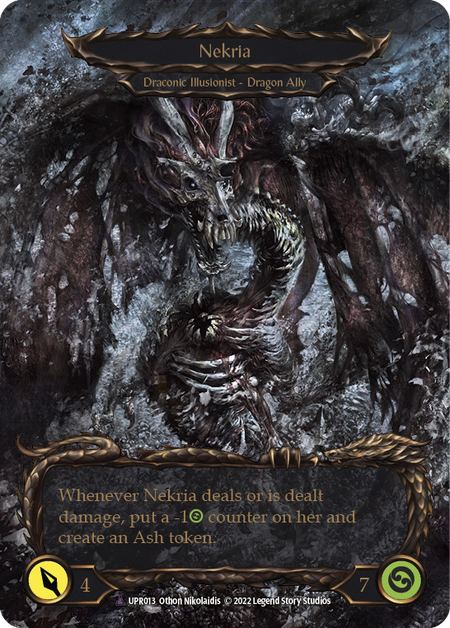 Nekria
Draconic Illusionist - Dragon Ally
Whenever Nekria deals or is dealt
damage, put a -1 counter on her and
create an Ash token.
4
7
UPR013 Othon Nikolaidis © 2022 Legend Story Studios